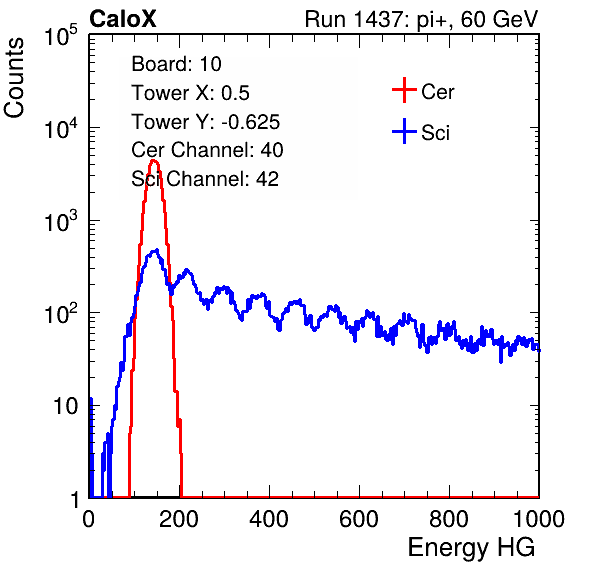 CaloX Run 1437: pi+, 60 GeV
Counts
10^5
10^4
10^3
10^2
10
1
Board: 10
Tower X: 0.5
Tower Y: -0.625
Cer Channel: 40
Sci Channel: 42
Cer
Sci
0 200 400 600 800 1000
Energy HG